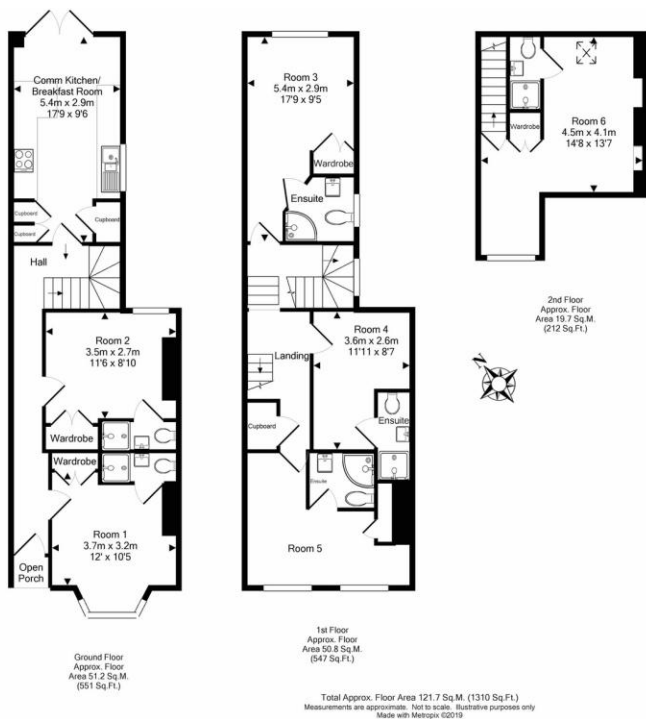 Comm Kitchen/
Breakfast Room
5.4m x 2.9m
17'9 x 9'6
Cupboard
Cupboard
Cupboard
Hall
Room 2
3.5m x 2.7m
11'6 x 8'10
Wardrobe
Wardrobe
Room 1
3.7m x 3.2m
12' x 10'5
Open
Porch
Ground Floor
Approx. Floor
Area 51.2 Sq.M.
(551 Sq.Ft.)
Room 3
5.4m x 2.9m
17'9 x 9'5
Wardrobe
Ensuite
Room 4
3.6m x 2.6m
11'11 x 8'7
Landing
Ensuite
Cupboard
Ensuite
Room 5
1st Floor
Approx. Floor
Area 50.8 Sq.M.
(547 Sq.Ft.)
Wardrobe
Room 6
4.5m x 4.1m
14'8 x 13'7
2nd Floor
Approx. Floor
Area 19.7 Sq.M.
(212 Sq.Ft.)
N
Total Approx. Floor Area 121.7 Sq.M. (1310 Sq.Ft.)
Measurements are approximate. Not to scale. Illustrative purposes only
Made with Metropix ©2019